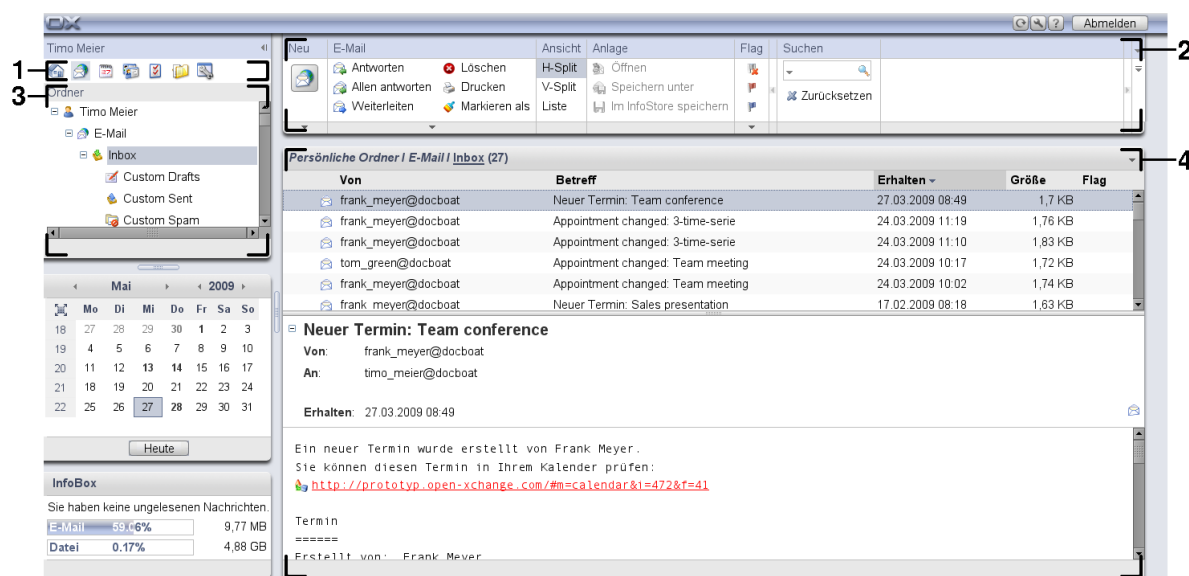 OX
Abmelden
Timo Meier
Neu E-Mail Ansicht Anlage Flag Suchen
2
1
Antworten Löschen H-Split Öffnen
Allen antworten Drucken V-Split Speichern unter
Weiterleiten Markieren als Liste Im InfoStore speichern
Zurücksetzen
3
Ordner
Timo Meier
E-Mail
Inbox
Custom Drafts
Custom Sent
Custom Spam
Persönliche Ordner / E-Mail / Inbox (27)
4
Von Betreff Erhalten Größe Flag
frank_meyer@docboat Neuer Termin: Team conference 27.03.2009 08:49 1,7 KB
frank_meyer@docboat Appointment changed: 3-time-serie 24.03.2009 11:19 1,76 KB
frank_meyer@docboat Appointment changed: 3-time-serie 24.03.2009 11:10 1,83 KB
tom_green@docboat Appointment changed: Team meeting 24.03.2009 10:17 1,72 KB
frank_meyer@docboat Appointment changed: Team meeting 24.03.2009 10:02 1,74 KB
frank_meyer@docboat Neuer Termin: Sales presentation 17.02.2009 08:18 1,63 KB
Mai 2009
Mo Di Mi Do Fr Sa So
18 27 28 29 30 1 2 3
19 4 5 6 7 8 9 10
20 11 12 13 14 15 16 17
21 18 19 20 21 22 23 24
22 25 26 27 28 29 30 31
Heute
InfoBox
Sie haben keine ungelesenen Nachrichten.
E-Mail 59.06% 9,77 MB
Datei 0.17% 4,88 GB
Neuer Termin: Team conference
Von: frank_meyer@docboat
An: timo_meier@docboat
Erhalten: 27.03.2009 08:49
Ein neuer Termin wurde erstellt von Frank Meyer.
Sie können diesen Termin in Ihrem Kalender prüfen:
http://prototyp.open-xchange.com/#m=calendar&i=472&f=41
Termin
======
Erstellt von: Frank Meyer